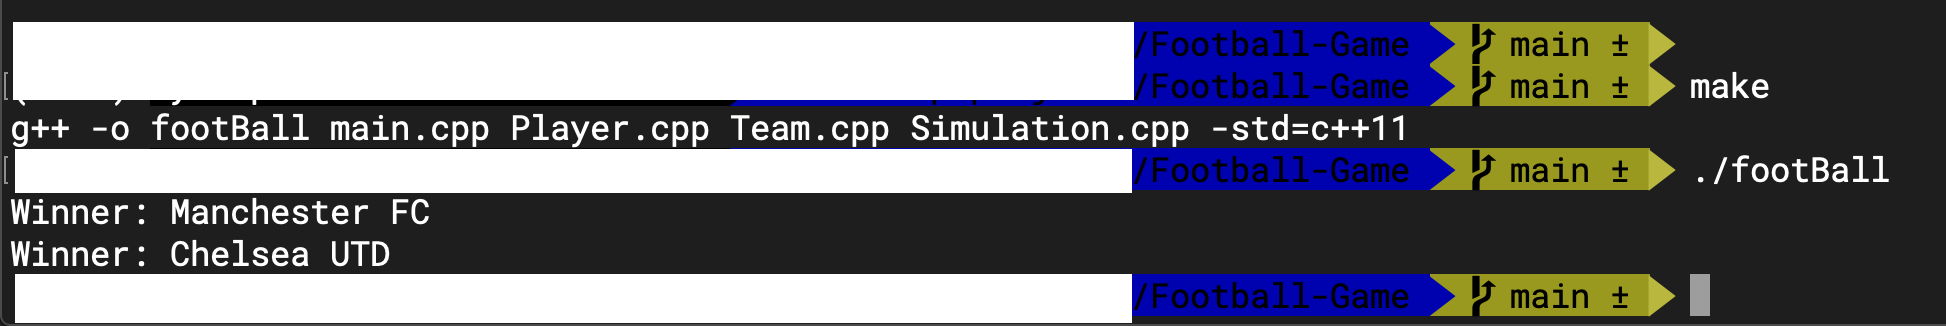 /Football-Game main ±
/Football-Game main ± make
g++ -o footBall main.cpp Player.cpp Team.cpp Simulation.cpp -std=c++11
/Football-Game main ± ./footBall
Winner: Manchester FC
Winner: Chelsea UTD
/Football-Game main ±